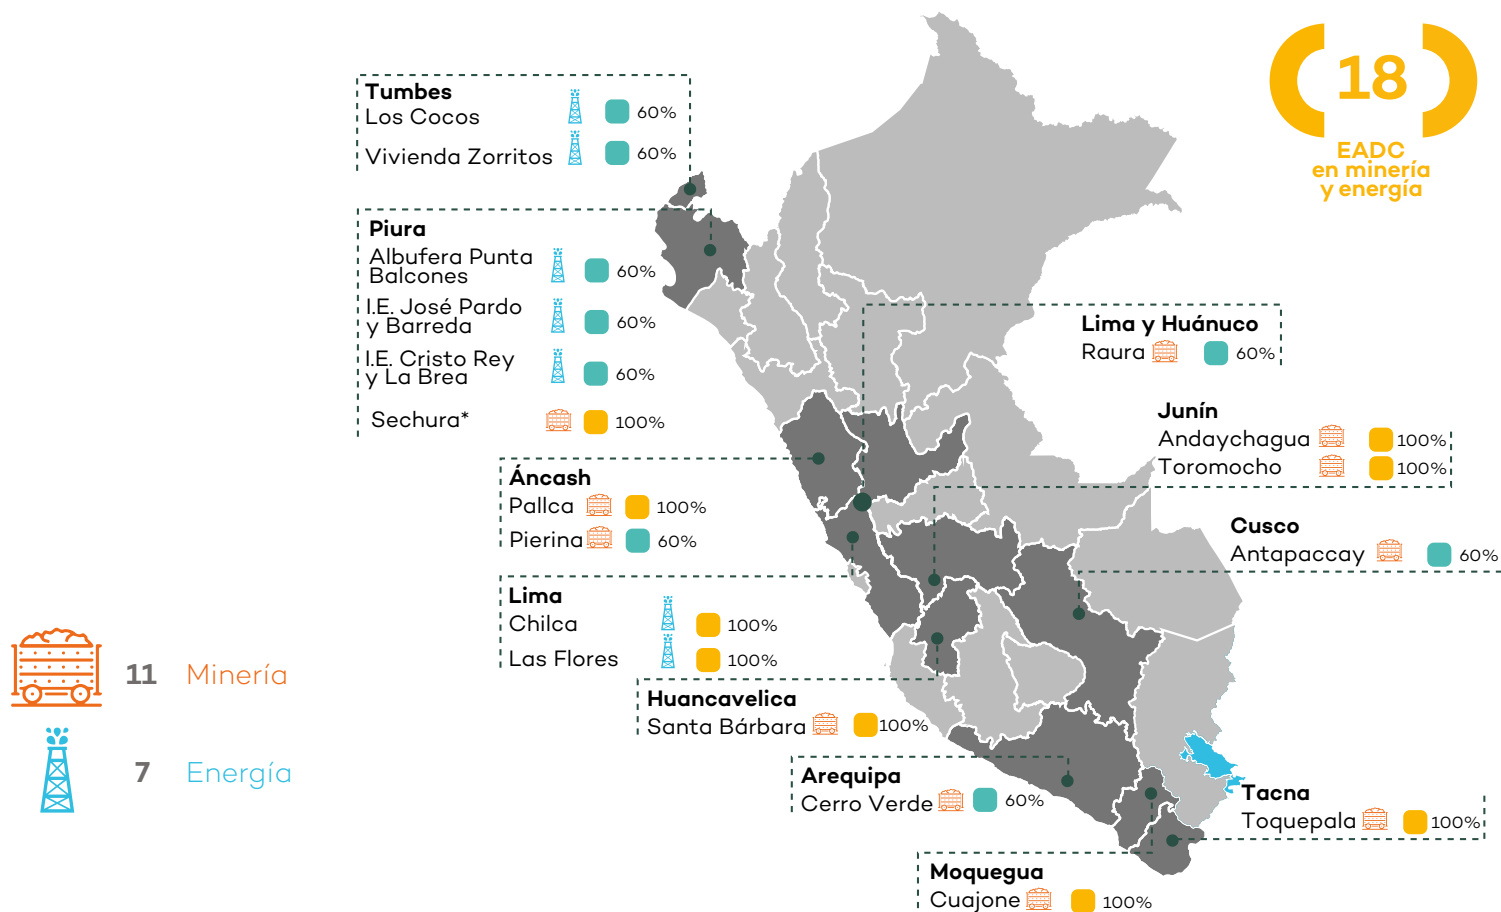 18
EADC
en minería
y energía
Tumbes
Los Cocos 60%
Vivienda Zorritos 60%
Piura
Albufera Punta
Balcones 60%
I.E. José Pardo
y Barreda 60%
I.E. Cristo Rey
y La Brea 60%
Sechura* 100%
Lima y Huánuco
Raura 60%
Junín
Andaychagua 100%
Toromocho 100%
Áncash
Pallca 100%
Pierina 60%
Cusco
Antapaccay 60%
Lima
Chilca 100%
Las Flores 100%
Huancavelica
Santa Bárbara 100%
Arequipa
Cerro Verde 60%
Tacna
Toquepala 100%
Moquegua
Cuajone 100%
11 Minería
7 Energía